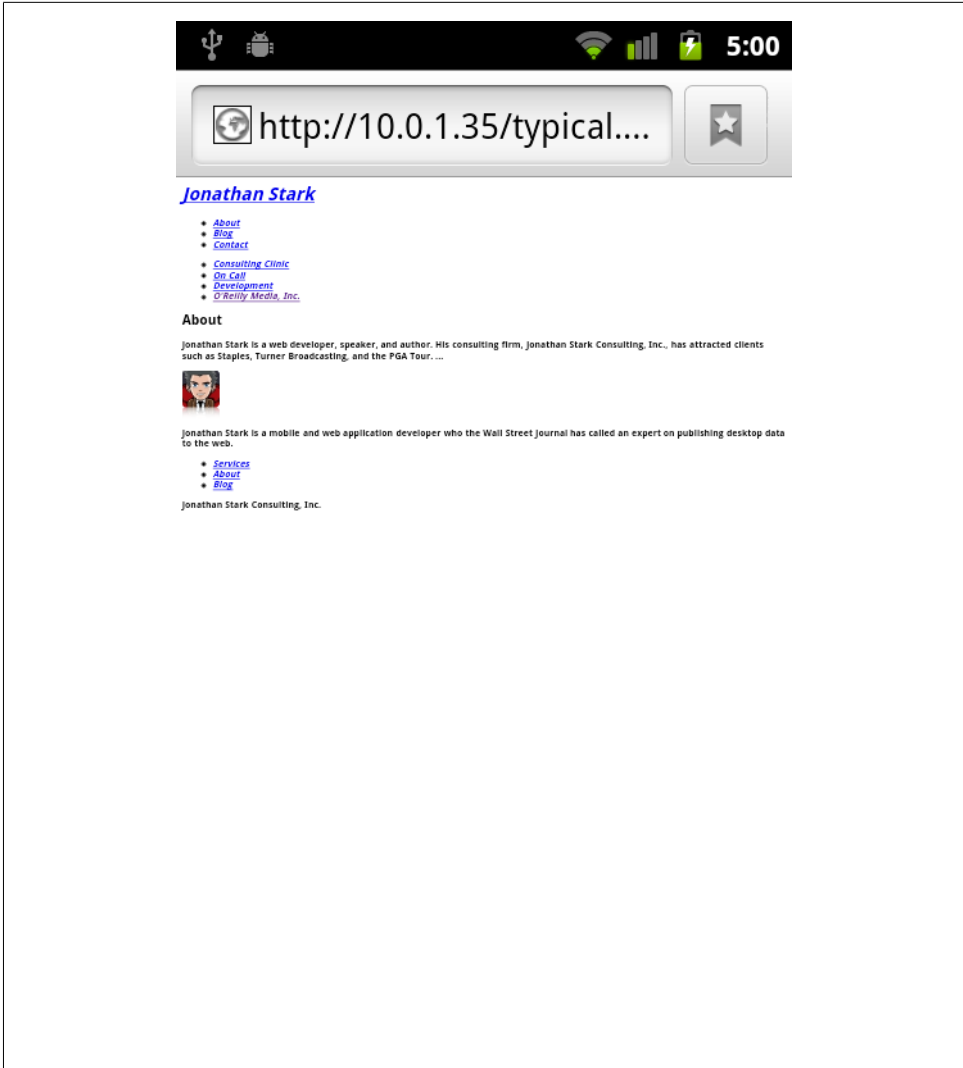 5:00
http://10.0.1.35/typical....
Jonathan Stark
About
Blog
Contact
Consulting Clinic
On Call
Development
O'Reilly Media, Inc.
About
Jonathan Stark is a web developer, speaker, and author. His consulting firm, Jonathan Stark Consulting, Inc., has attracted clients
such as Staples, Turner Broadcasting, and the PGA Tour. ...
Jonathan Stark is a mobile and web application developer who the Wall Street Journal has called an expert on publishing desktop data
to the web.
Services
About
Blog
Jonathan Stark Consulting, Inc.